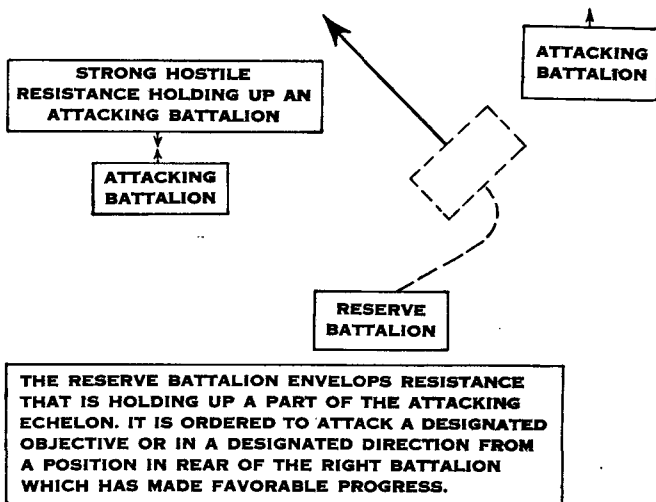 ATTACKING
BATTALION
STRONG HOSTILE
RESISTANCE HOLDING UP AN
ATTACKING BATTALION
ATTACKING
BATTALION
RESERVE
BATTALION
THE RESERVE BATTALION ENVELOPS RESISTANCE
THAT IS HOLDING UP A PART OF THE ATTACKING
ECHELON. IT IS ORDERED TO ATTACK A DESIGNATED
OBJECTIVE OR IN A DESIGNATED DIRECTION FROM
A POSITION IN REAR OF THE RIGHT BATTALION
WHICH HAS MADE FAVORABLE PROGRESS.